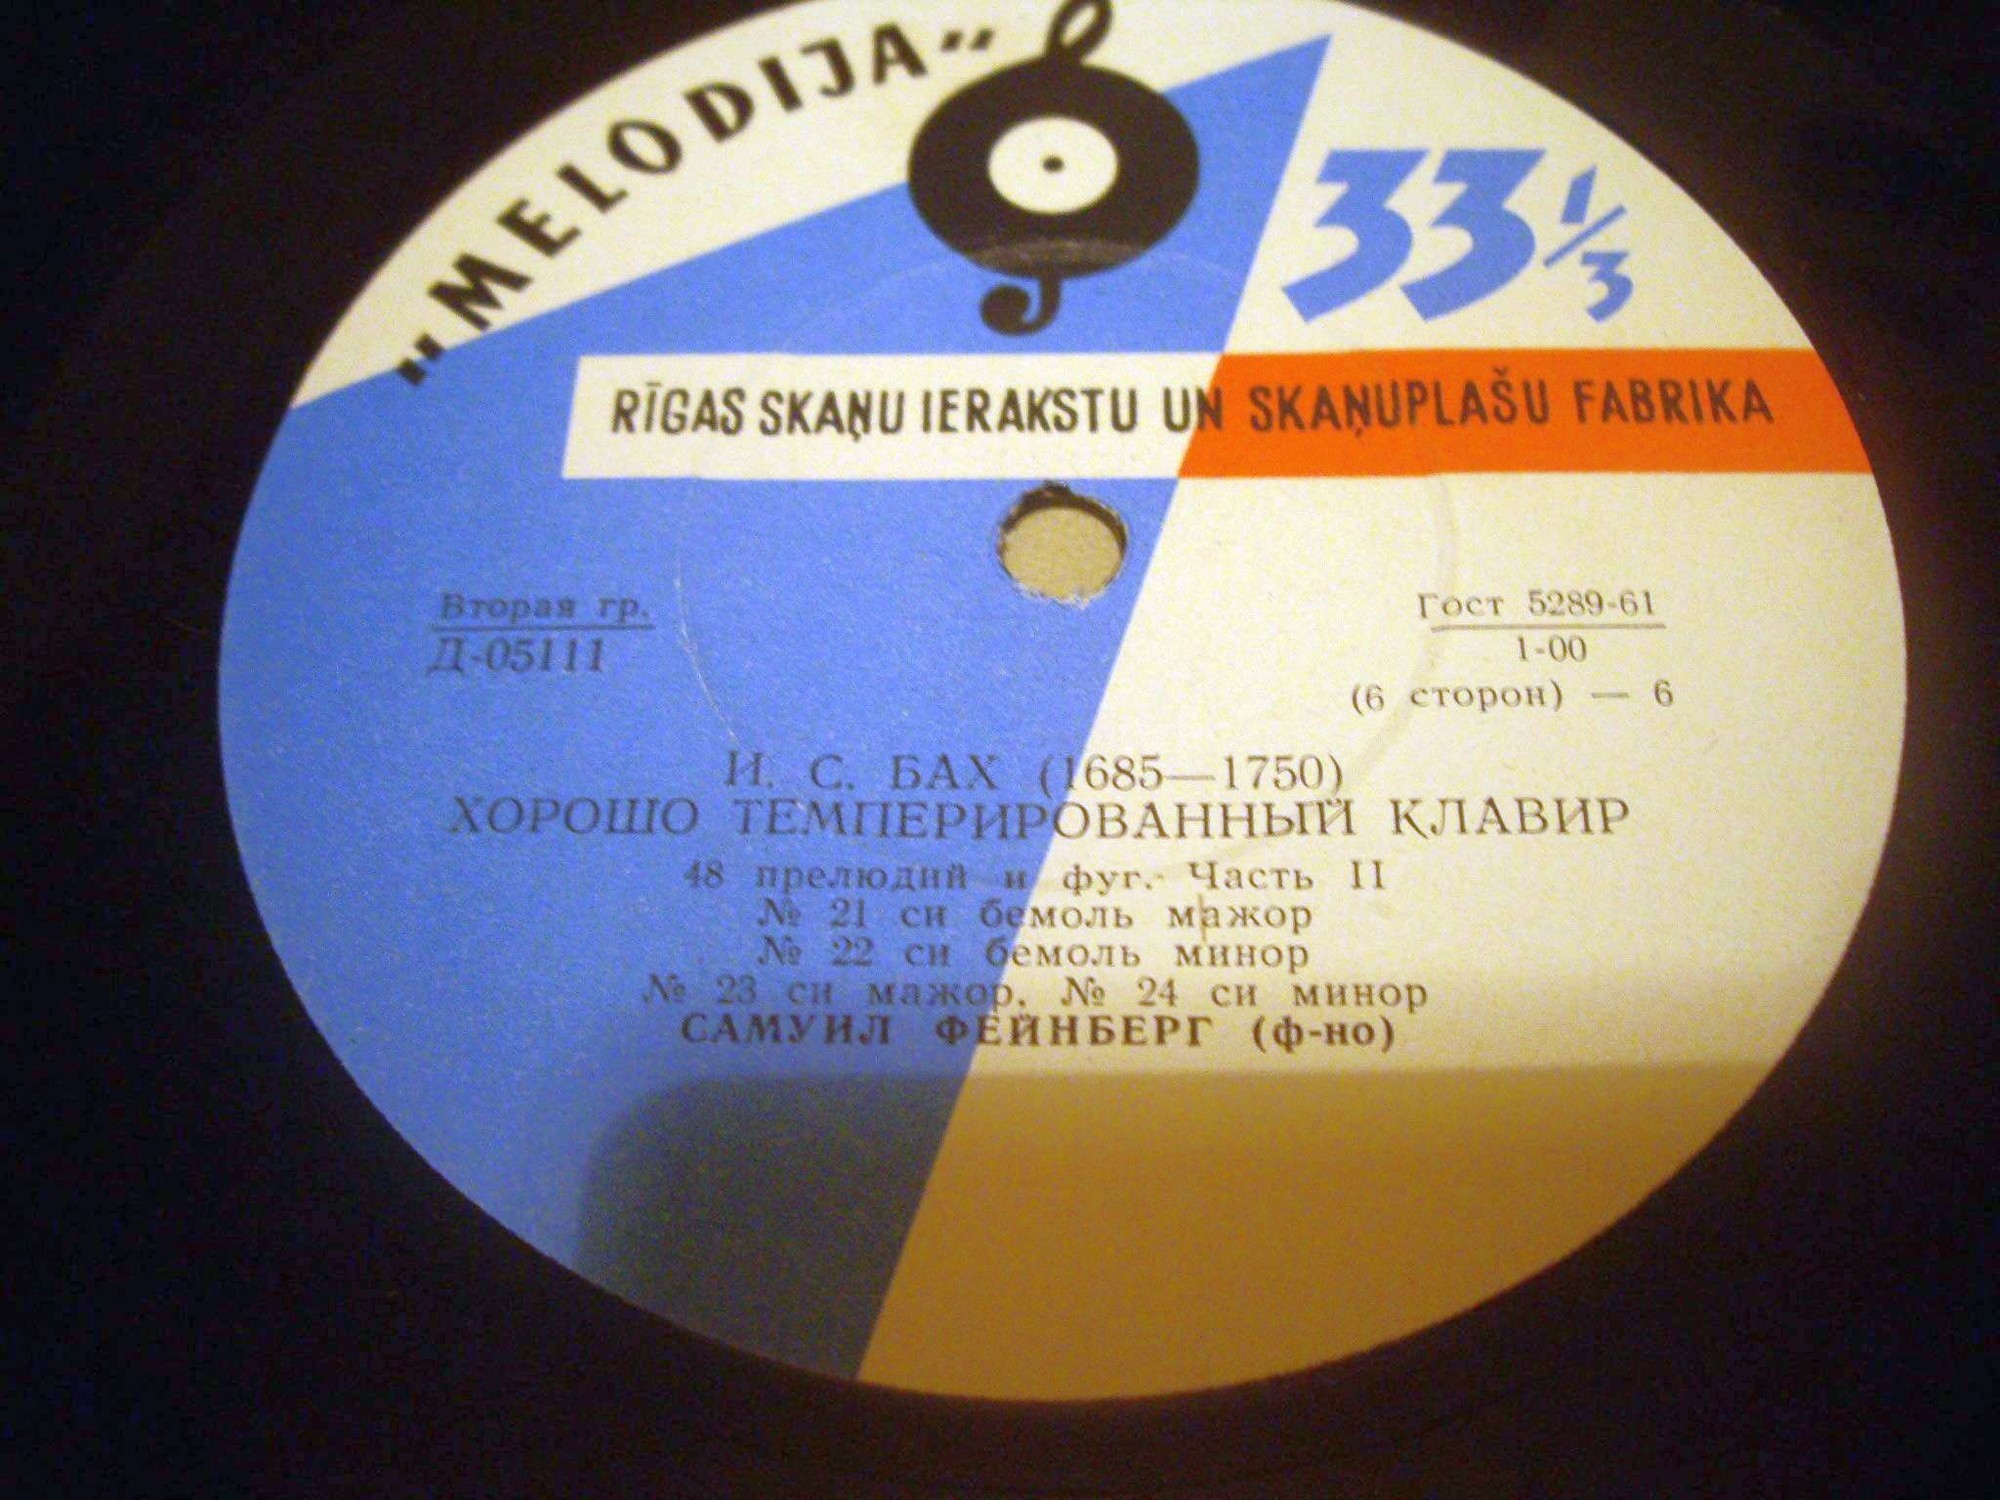 „MELODIJA”
33 1/3
RĪGAS SKAŅU IERAKSTU UN SKAŅUPLAŠU FABRIKA
Вторая гр.
Д-05111
Гост 5289-61
1-00
(6 сторон) — 6
И. С. БАХ (1685—1750)
ХОРОШО ТЕМПЕРИРОВАННЫЙ КЛАВИР
48 прелюдий и фуг. Часть II
№ 21 си бемоль мажор
№ 22 си бемоль минор
№ 23 си мажор. № 24 си минор
САМУИЛ ФЕЙНБЕРГ (ф-но)